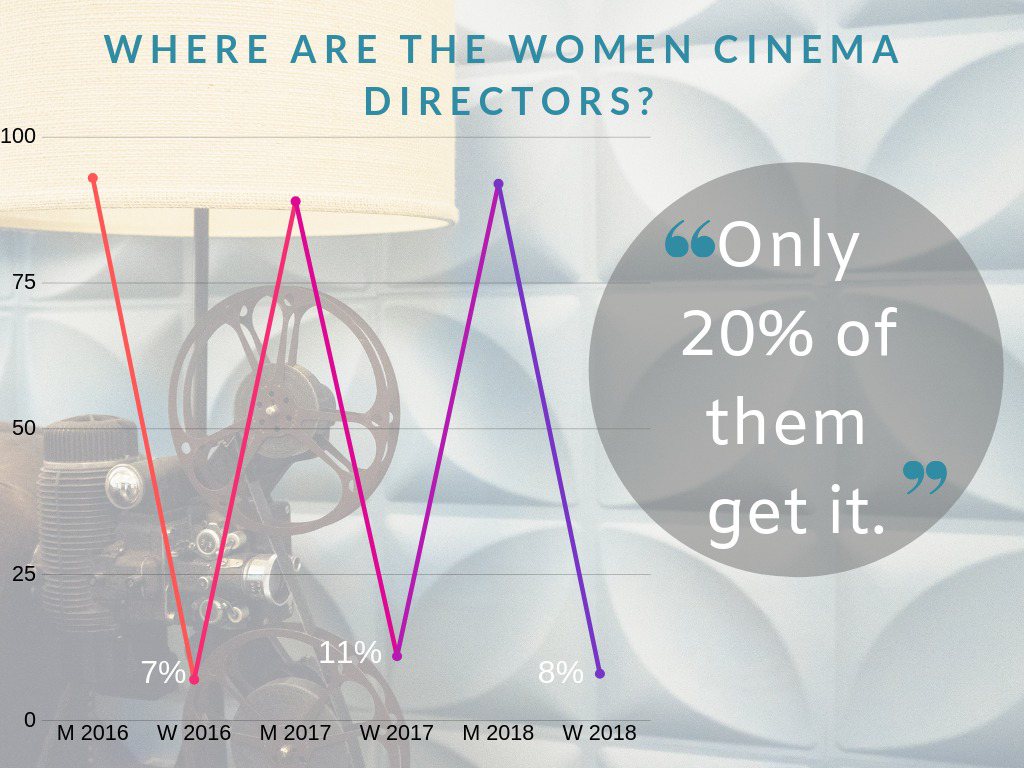 WHERE ARE THE WOMEN CINEMA
DIRECTORS?
100
75
50
25
0
7%
11%
8%
M 2016
W 2016
M 2017
W 2017
M 2018
W 2018
“Only
20% of
them
get it.”